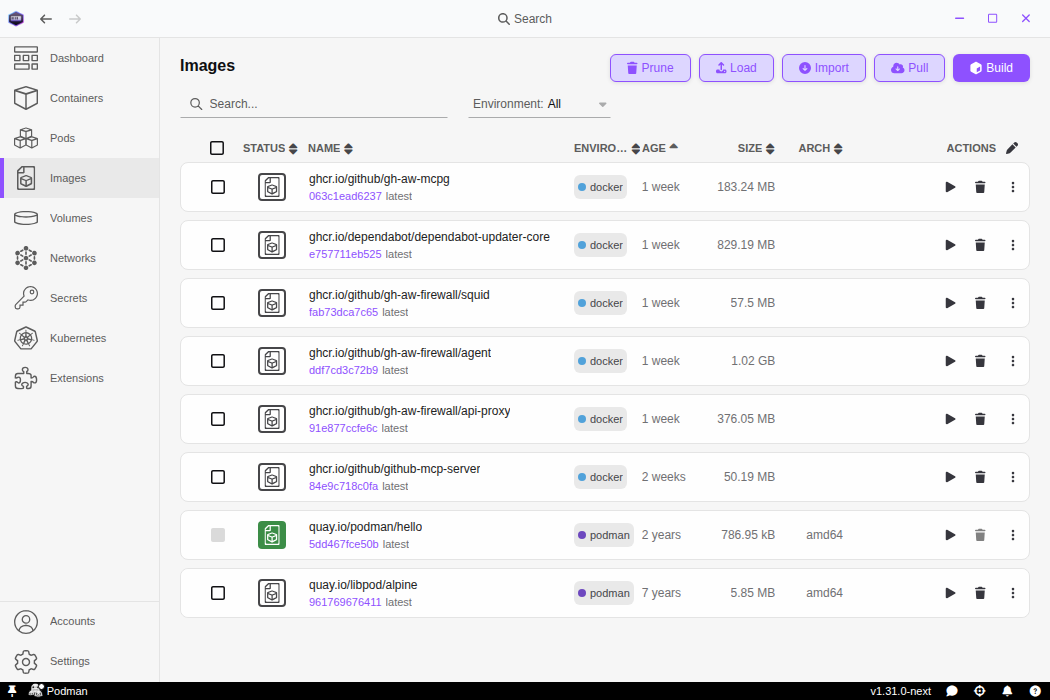 Search
Dashboard
Containers
Pods
Images
Volumes
Networks
Secrets
Kubernetes
Extensions
Accounts
Settings
Images
Prune
Load
Import
Pull
Build
Search...
Environment: All
STATUS NAME ENVIRO... AGE SIZE ARCH ACTIONS
ghcr.io/github/gh-aw-mcpg
063c1ead6237 latest
docker 1 week 183.24 MB
ghcr.io/dependabot/dependabot-updater-core
e757711eb525 latest
docker 1 week 829.19 MB
ghcr.io/github/gh-aw-firewall/squid
fab73dca7c65 latest
docker 1 week 57.5 MB
ghcr.io/github/gh-aw-firewall/agent
ddf7cd3c72b9 latest
docker 1 week 1.02 GB
ghcr.io/github/gh-aw-firewall/api-proxy
91e877ccfe6c latest
docker 1 week 376.05 MB
ghcr.io/github/github-mcp-server
84e9c718c0fa latest
docker 2 weeks 50.19 MB
quay.io/podman/hello
5dd467fce50b latest
podman 2 years 786.95 kB amd64
quay.io/libpod/alpine
961769676411 latest
podman 7 years 5.85 MB amd64
Podman
v1.31.0-next